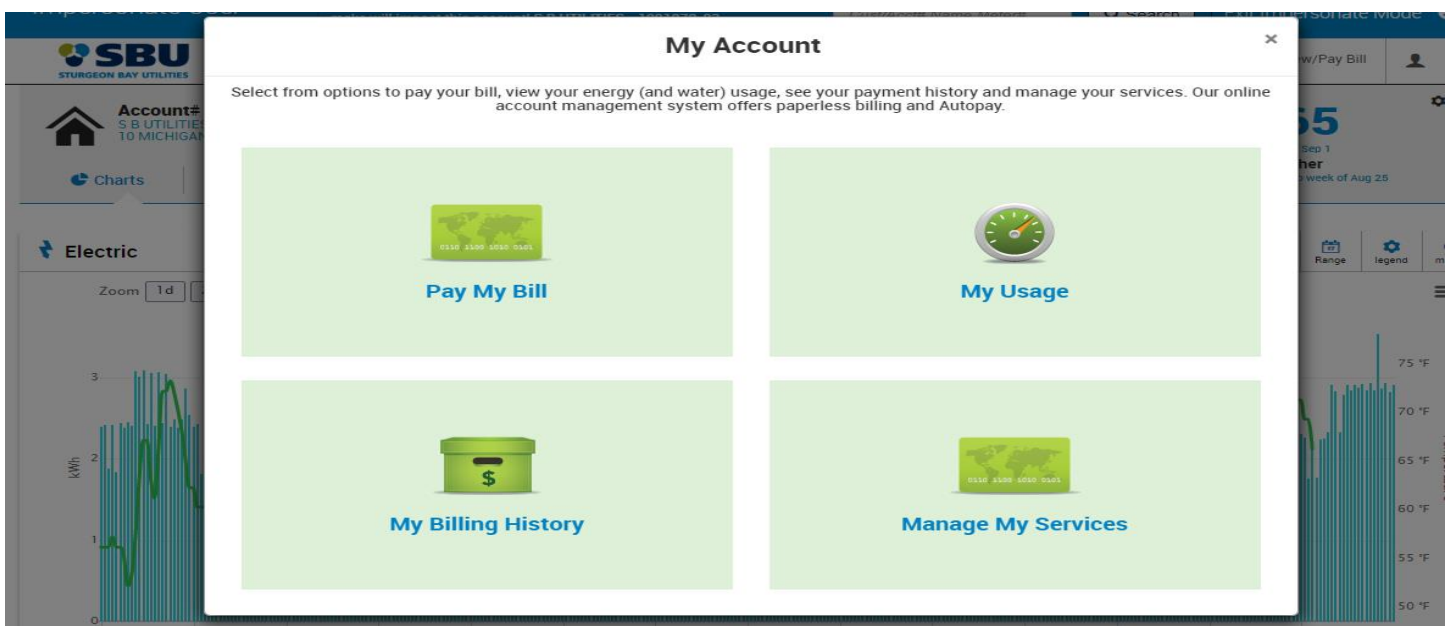 My Account
×
Select from options to pay your bill, view your energy (and water) usage, see your payment history and manage your services. Our online
account management system offers paperless billing and Autopay.
Pay My Bill
My Usage
My Billing History
Manage My Services
Search
Exit Impersonate Mode
SBU
STURGEON BAY UTILITIES
w/Pay Bill
Account#
S B UTILITIES
10 MICHIGAN
Charts
Sep 1
her
week of Aug 25
Electric
Range
legend
Zoom
1d
3
2
1
0
kWh
75 °F
70 °F
65 °F
60 °F
55 °F
50 °F